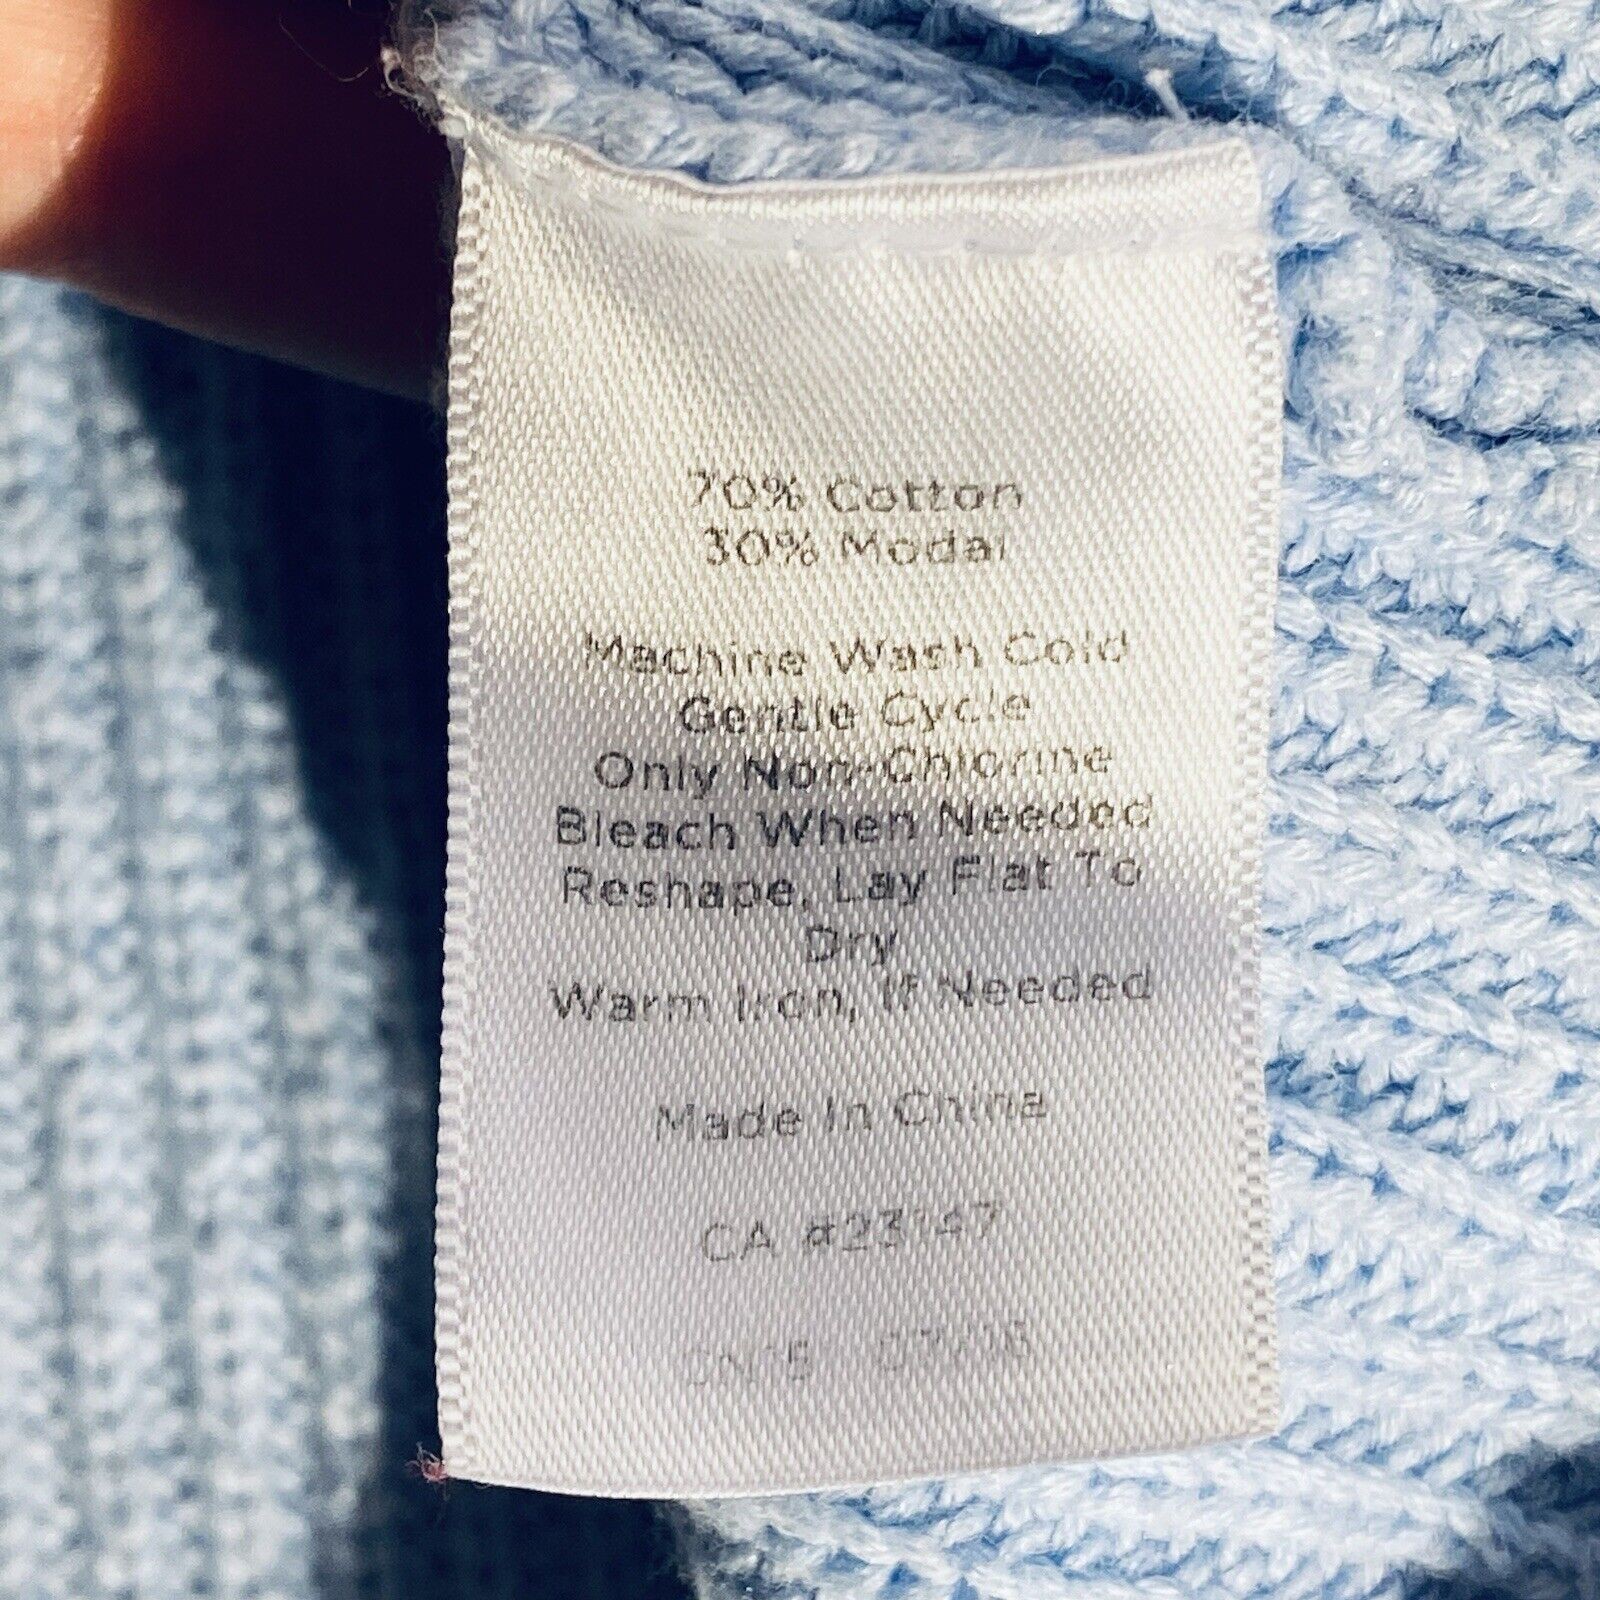 70% Cotton
30% Modal
Machine Wash Cold
Gentle Cycle
Only Non-Chlorine
Bleach When Needed
Reshape, Lay Flat To
Dry
Warm Iron, If Needed
Made In China
CA